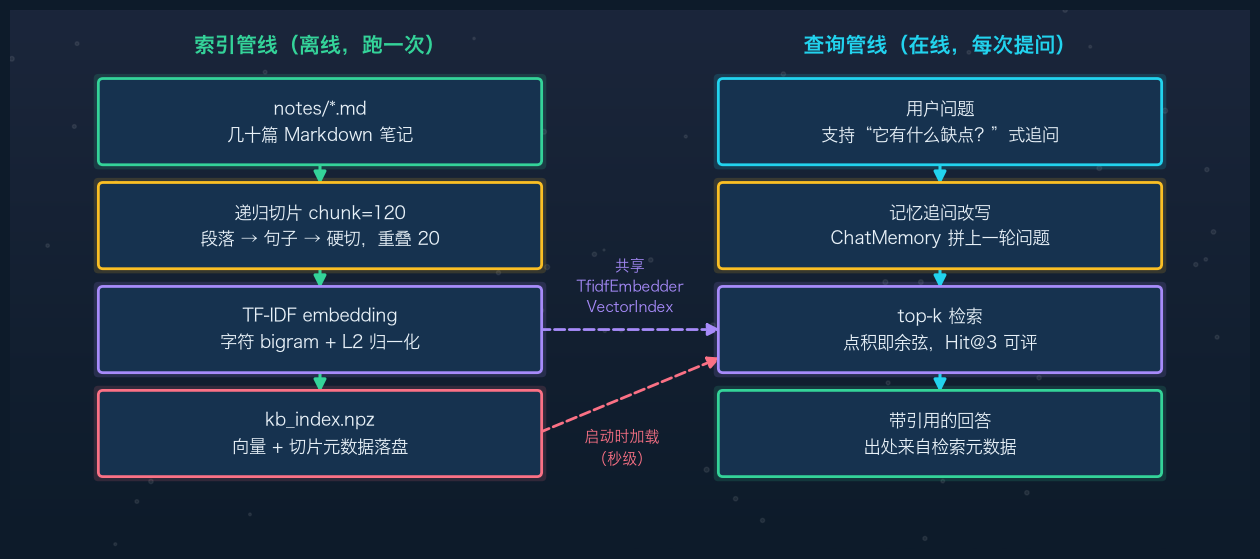 索引管线（离线，跑一次）
notes/*.md
几十篇 Markdown 笔记
递归切片 chunk=120
段落 → 句子 → 硬切，重叠 20
TF-IDF embedding
字符 bigram + L2 归一化
kb_index.npz
向量 + 切片元数据落盘
共享
TfidfEmbedder
VectorIndex
启动时加载
（秒级）
查询管线（在线，每次提问）
用户问题
支持“它有什么缺点？”式追问
记忆追问改写
ChatMemory 拼上一轮问题
top-k 检索
点积即余弦，Hit@3 可评
带引用的回答
出处来自检索元数据